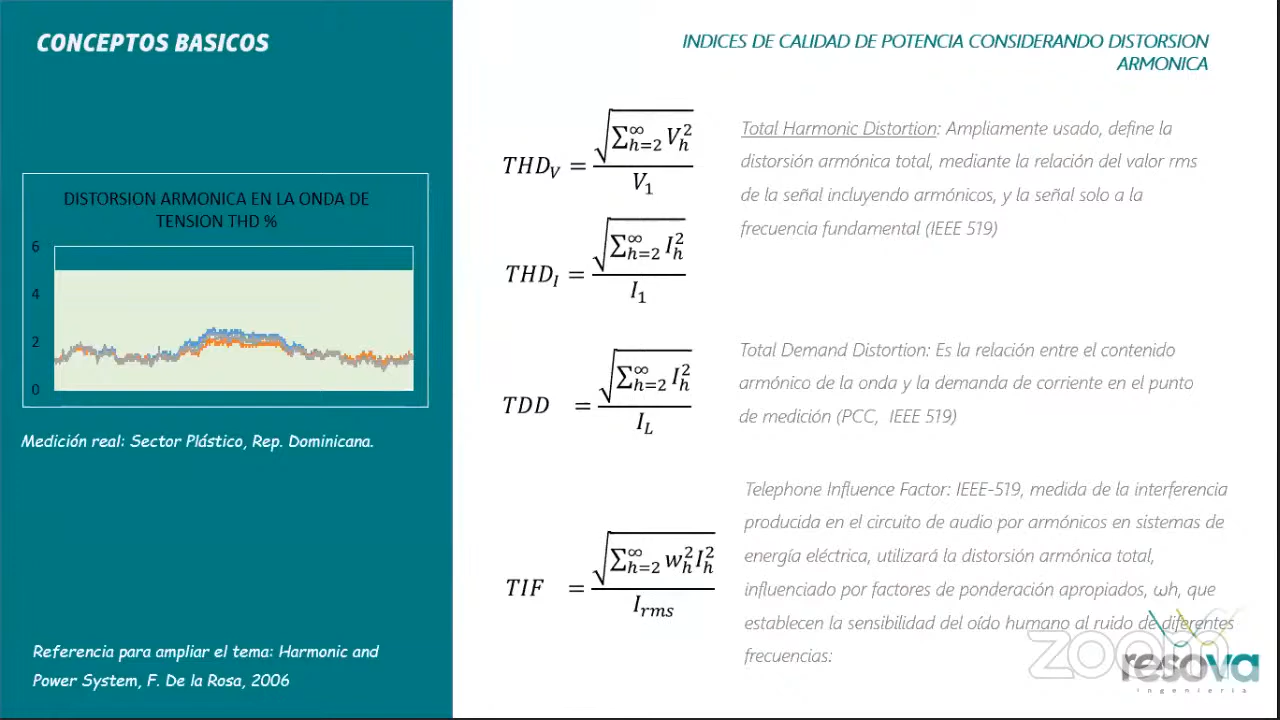 CONCEPTOS BASICOS
DISTORSION ARMONICA EN LA ONDA DE
TENSION THD %
6
4
2
0
Medición real: Sector Plástico, Rep. Dominicana.
Referencia para ampliar el tema: Harmonic and
Power System, F. De la Rosa, 2006
INDICES DE CALIDAD DE POTENCIA CONSIDERANDO DISTORSION
ARMONICA
THD_V = √(∑_{h=2}^{∞} V_h^2) / V_1
Total Harmonic Distortion: Ampliamente usado, define la
distorsión armónica total, mediante la relación del valor rms
de la señal incluyendo armónicos, y la señal solo a la
frecuencia fundamental (IEEE 519)
THD_I = √(∑_{h=2}^{∞} I_h^2) / I_1
TDD = √(∑_{h=2}^{∞} I_h^2) / I_L
Total Demand Distortion: Es la relación entre el contenido
armónico de la onda y la demanda de corriente en el punto
de medición (PCC, IEEE 519)
TIF = √(∑_{h=2}^{∞} w_h^2 I_h^2) / I_rms
Telephone Influence Factor: IEEE-519, medida de la interferencia
producida en el circuito de audio por armónicos en sistemas de
energía eléctrica, utilizará la distorsión armónica total,
influenciado por factores de ponderación apropiados, ωh, que
establecen la sensibilidad del oído humano al ruido de diferentes
frecuencias:
zoom
resova
ingeniería